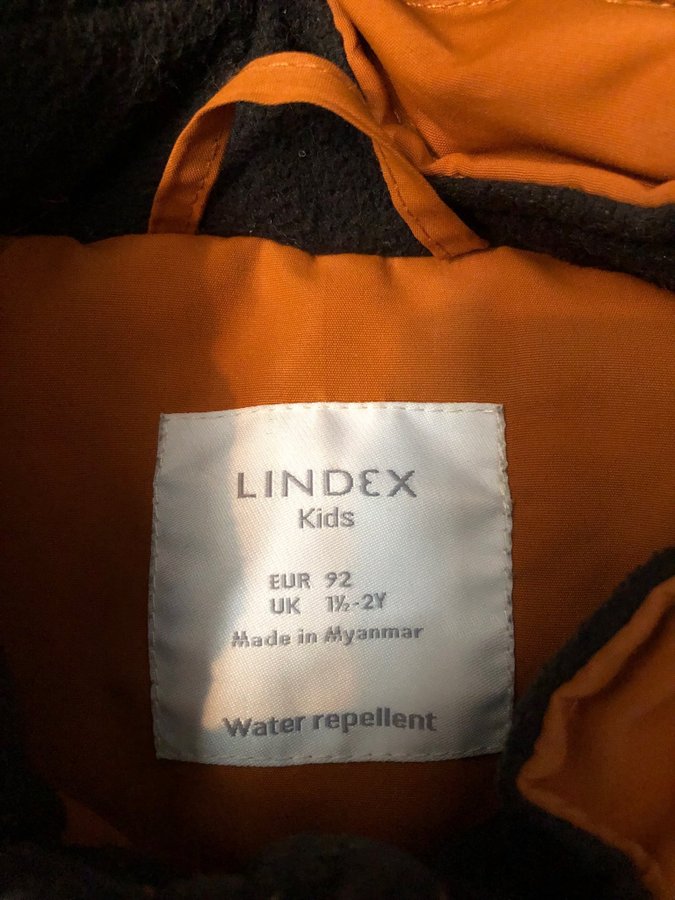 LINDEX
Kids
EUR 92
UK 1½-2Y
Made in Myanmar
Water repellent